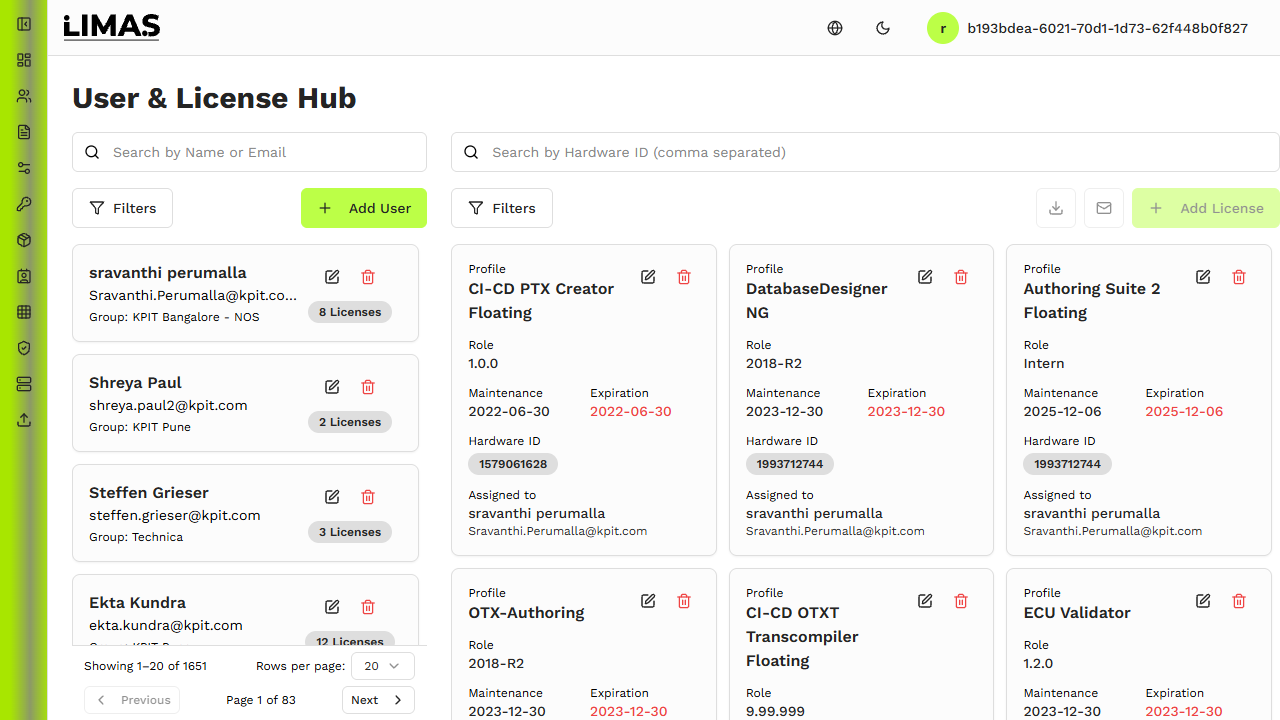 LIMAS
r
b193bdea-6021-70d1-1d73-62f448b0f827
User & License Hub
Search by Name or Email
Filters
Add User
sravanthi perumalla
Sravanthi.Perumalla@kpit.co...
Group: KPIT Bangalore - NOS
8 Licenses
Shreya Paul
shreya.paul2@kpit.com
Group: KPIT Pune
2 Licenses
Steffen Grieser
steffen.grieser@kpit.com
Group: Technica
3 Licenses
Ekta Kundra
ekta.kundra@kpit.com
12 Licenses
Showing 1–20 of 1651
Rows per page: 20
Previous
Page 1 of 83
Next
Search by Hardware ID (comma separated)
Filters
Add License
Profile
CI-CD PTX Creator
Floating
Role
1.0.0
Maintenance Expiration
2022-06-30 2022-06-30
Hardware ID
1579061628
Assigned to
sravanthi perumalla
Sravanthi.Perumalla@kpit.com
Profile
DatabaseDesigner
NG
Role
2018-R2
Maintenance Expiration
2023-12-30 2023-12-30
Hardware ID
1993712744
Assigned to
sravanthi perumalla
Sravanthi.Perumalla@kpit.com
Profile
Authoring Suite 2
Floating
Role
Intern
Maintenance Expiration
2025-12-06 2025-12-06
Hardware ID
1993712744
Assigned to
sravanthi perumalla
Sravanthi.Perumalla@kpit.com
Profile
OTX-Authoring
Role
2018-R2
Maintenance Expiration
2023-12-30 2023-12-30
Profile
CI-CD OTXT
Transcompiler
Floating
Role
9.99.999
Profile
ECU Validator
Role
1.2.0
Maintenance Expiration
2023-12-30 2023-12-30